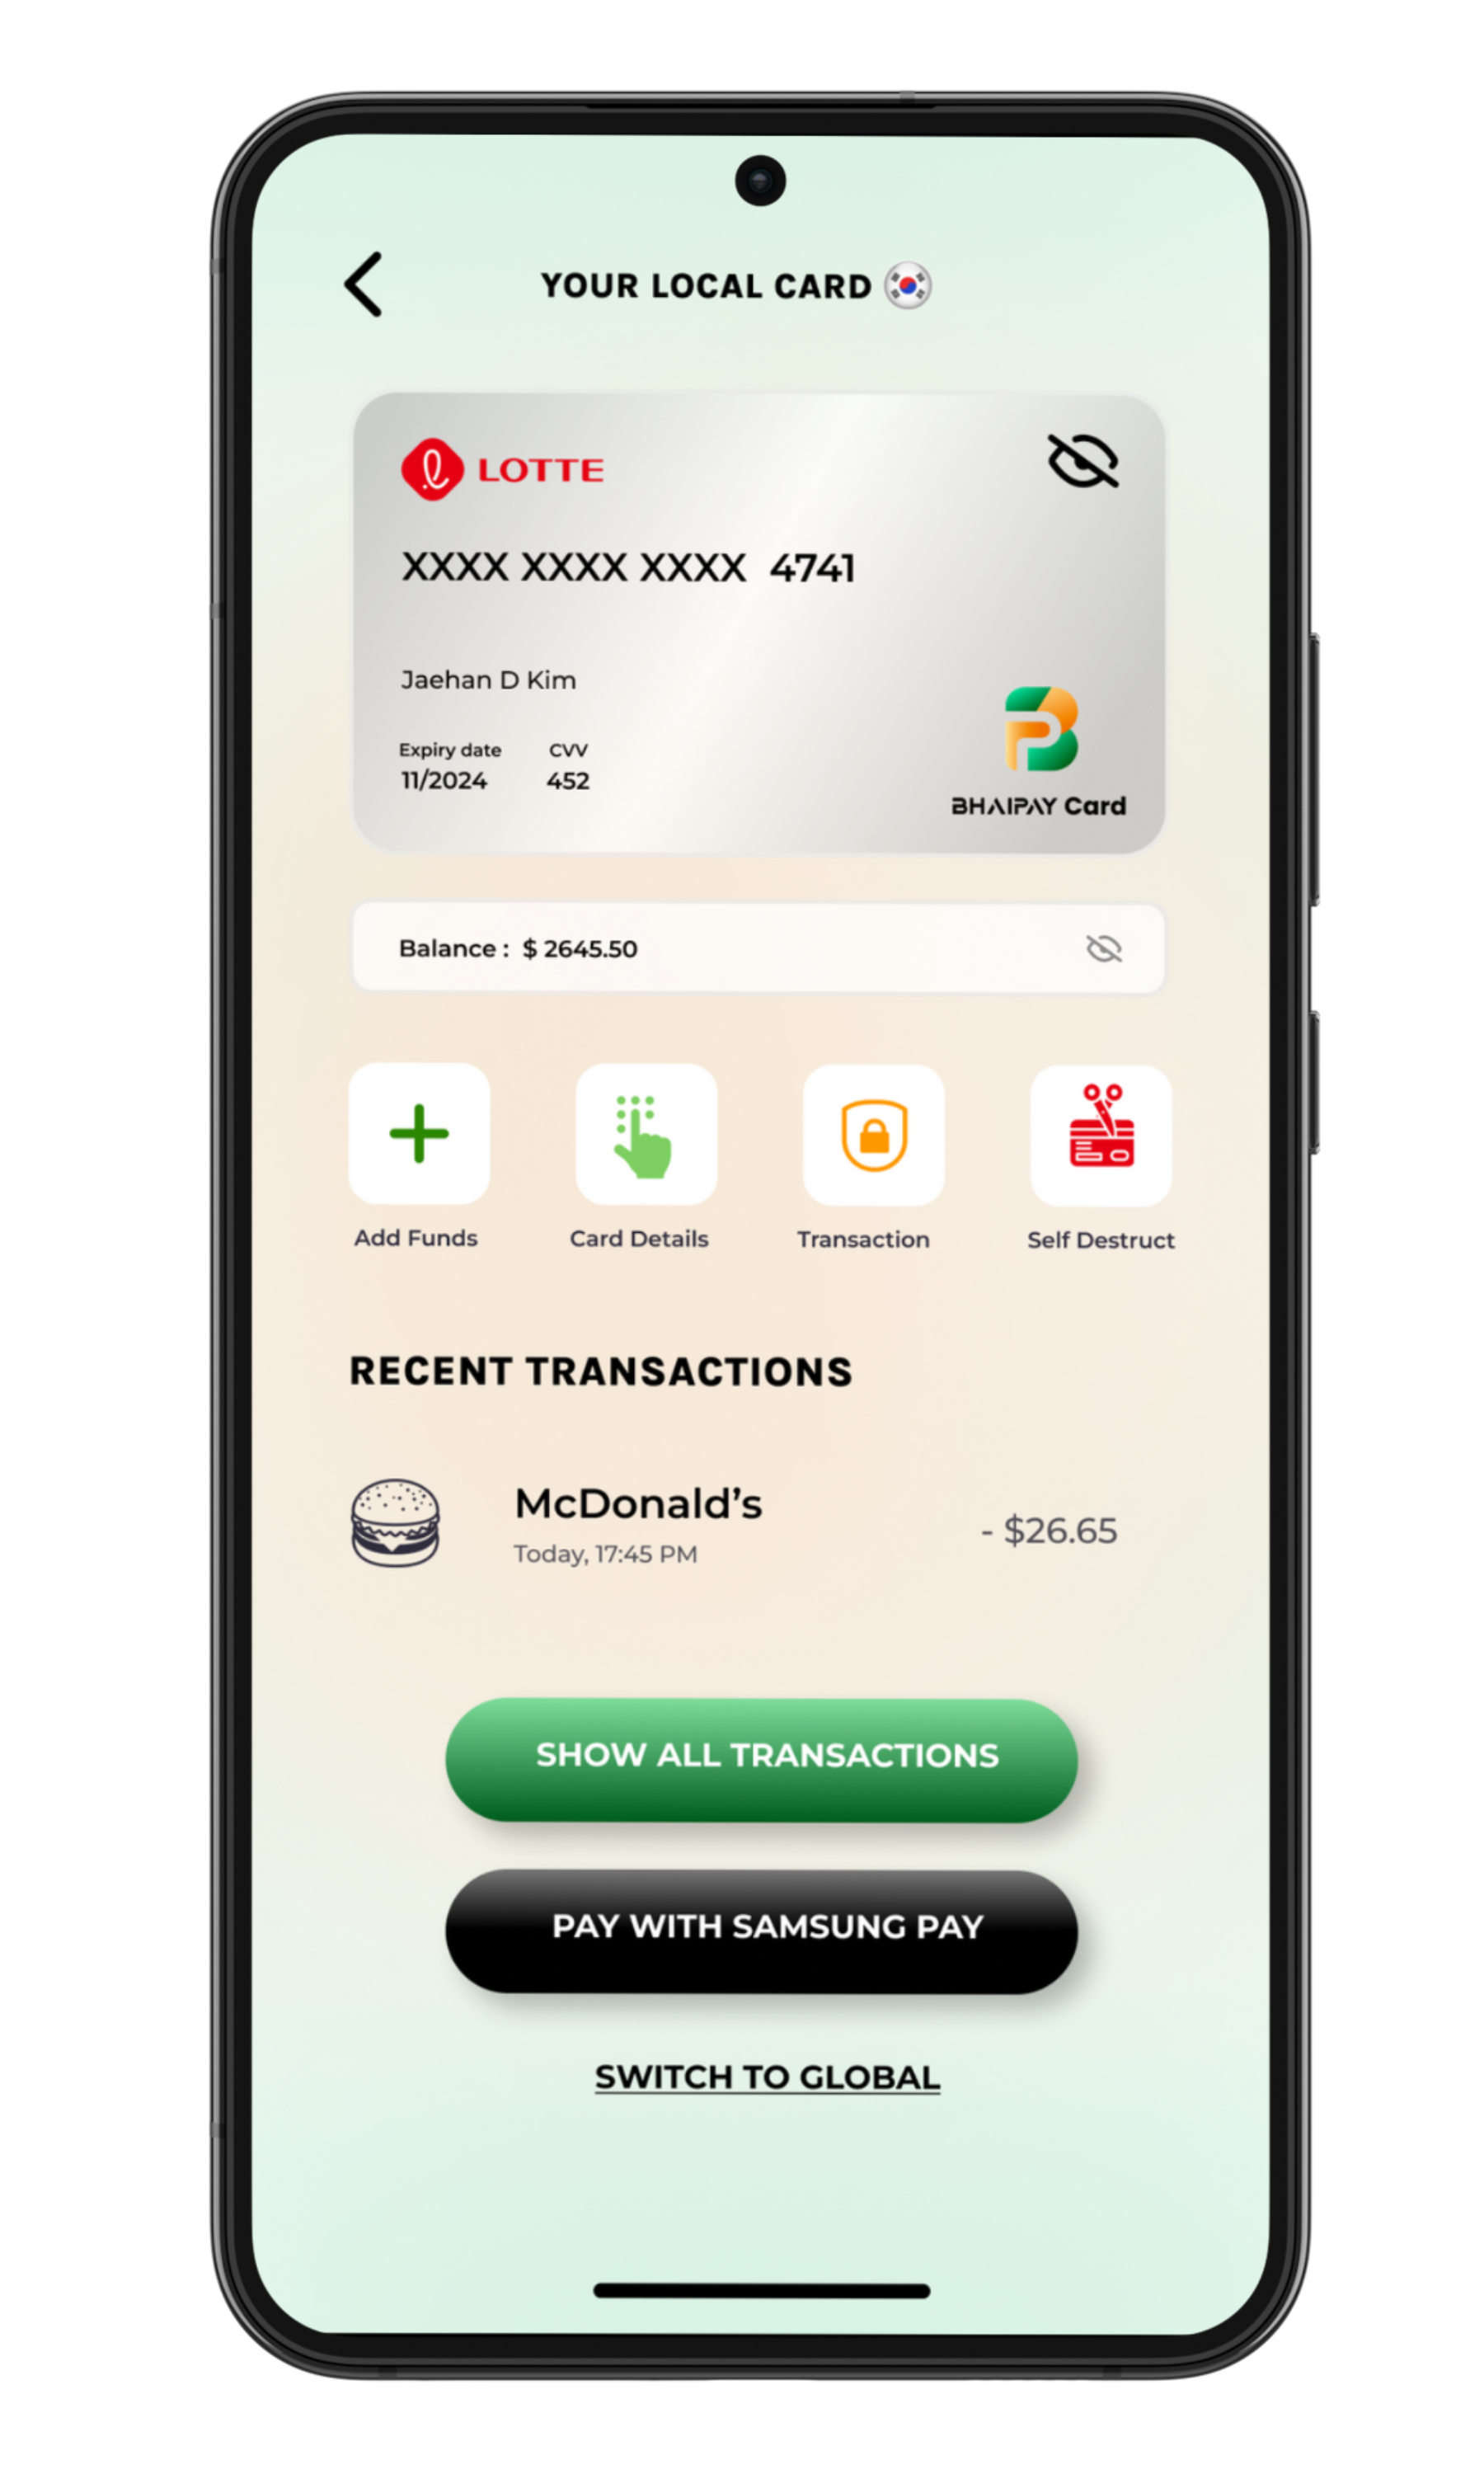 YOUR LOCAL CARD
LOTTE
XXXX XXXX XXXX 4741
Jaehan D Kim
Expiry date CVV
11/2024 452
BHAIPAY Card
Balance : $ 2645.50
Add Funds Card Details Transaction Self Destruct
RECENT TRANSACTIONS
McDonald's
Today, 17:45 PM
- $26.65
SHOW ALL TRANSACTIONS
PAY WITH SAMSUNG PAY
SWITCH TO GLOBAL